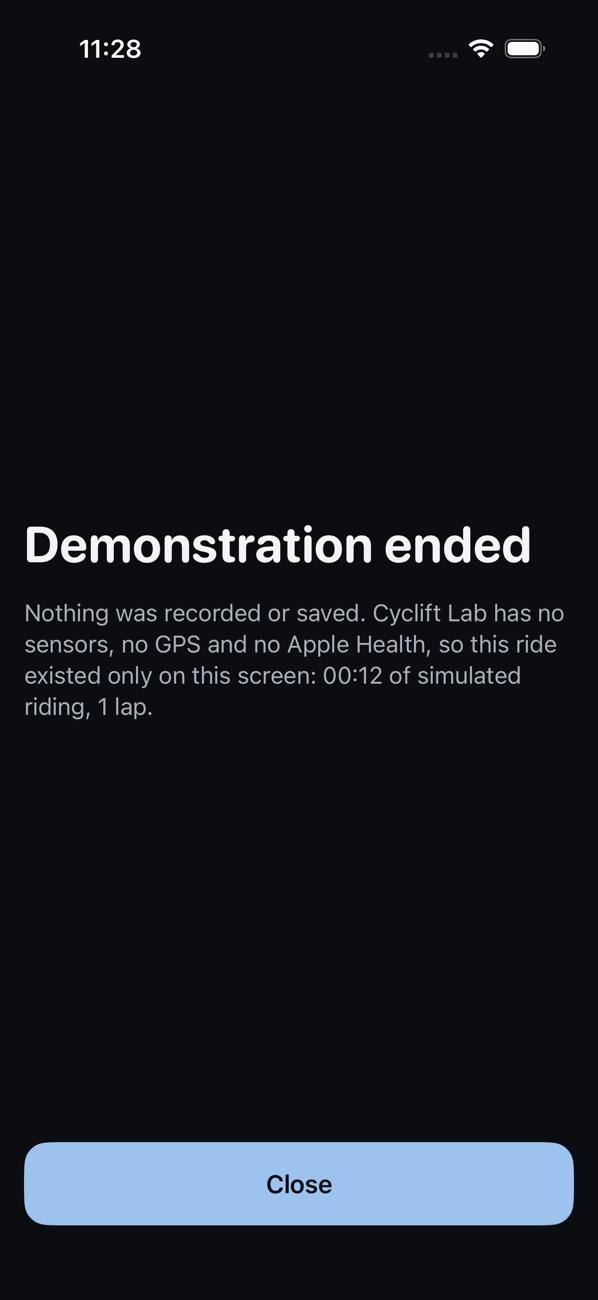 11:28
Demonstration ended
Nothing was recorded or saved. Cyclift Lab has no
sensors, no GPS and no Apple Health, so this ride
existed only on this screen: 00:12 of simulated
riding, 1 lap.
Close